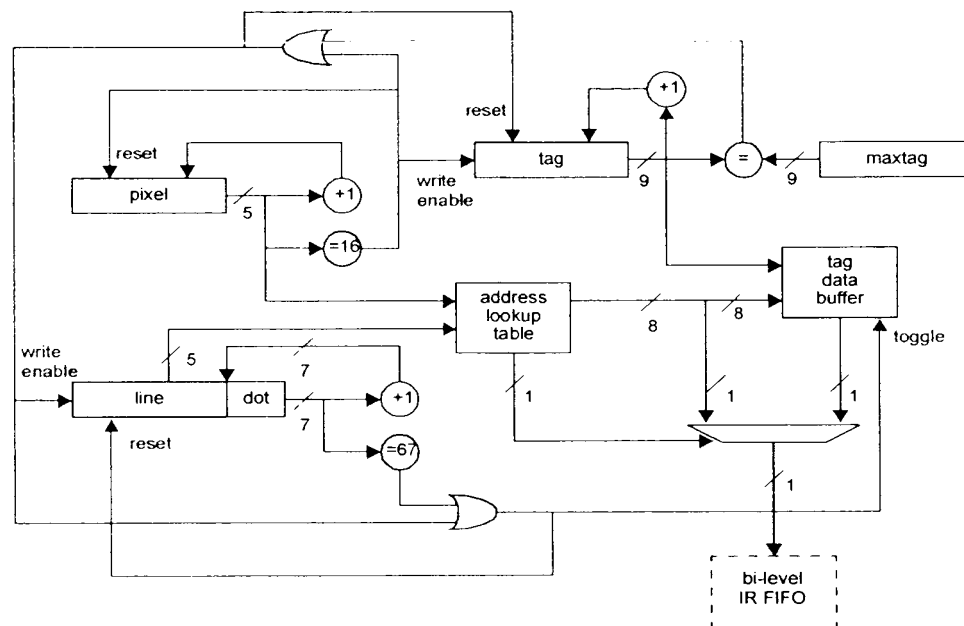 reset
+1
reset
tag
=
maxtag
9
9
write
enable
pixel
5
+1
=16
tag
data
buffer
address
lookup
table
8
8
toggle
write
enable
5
7
1
1
1
line
dot
7
+1
reset
=67
1
bi-level
IR FIFO